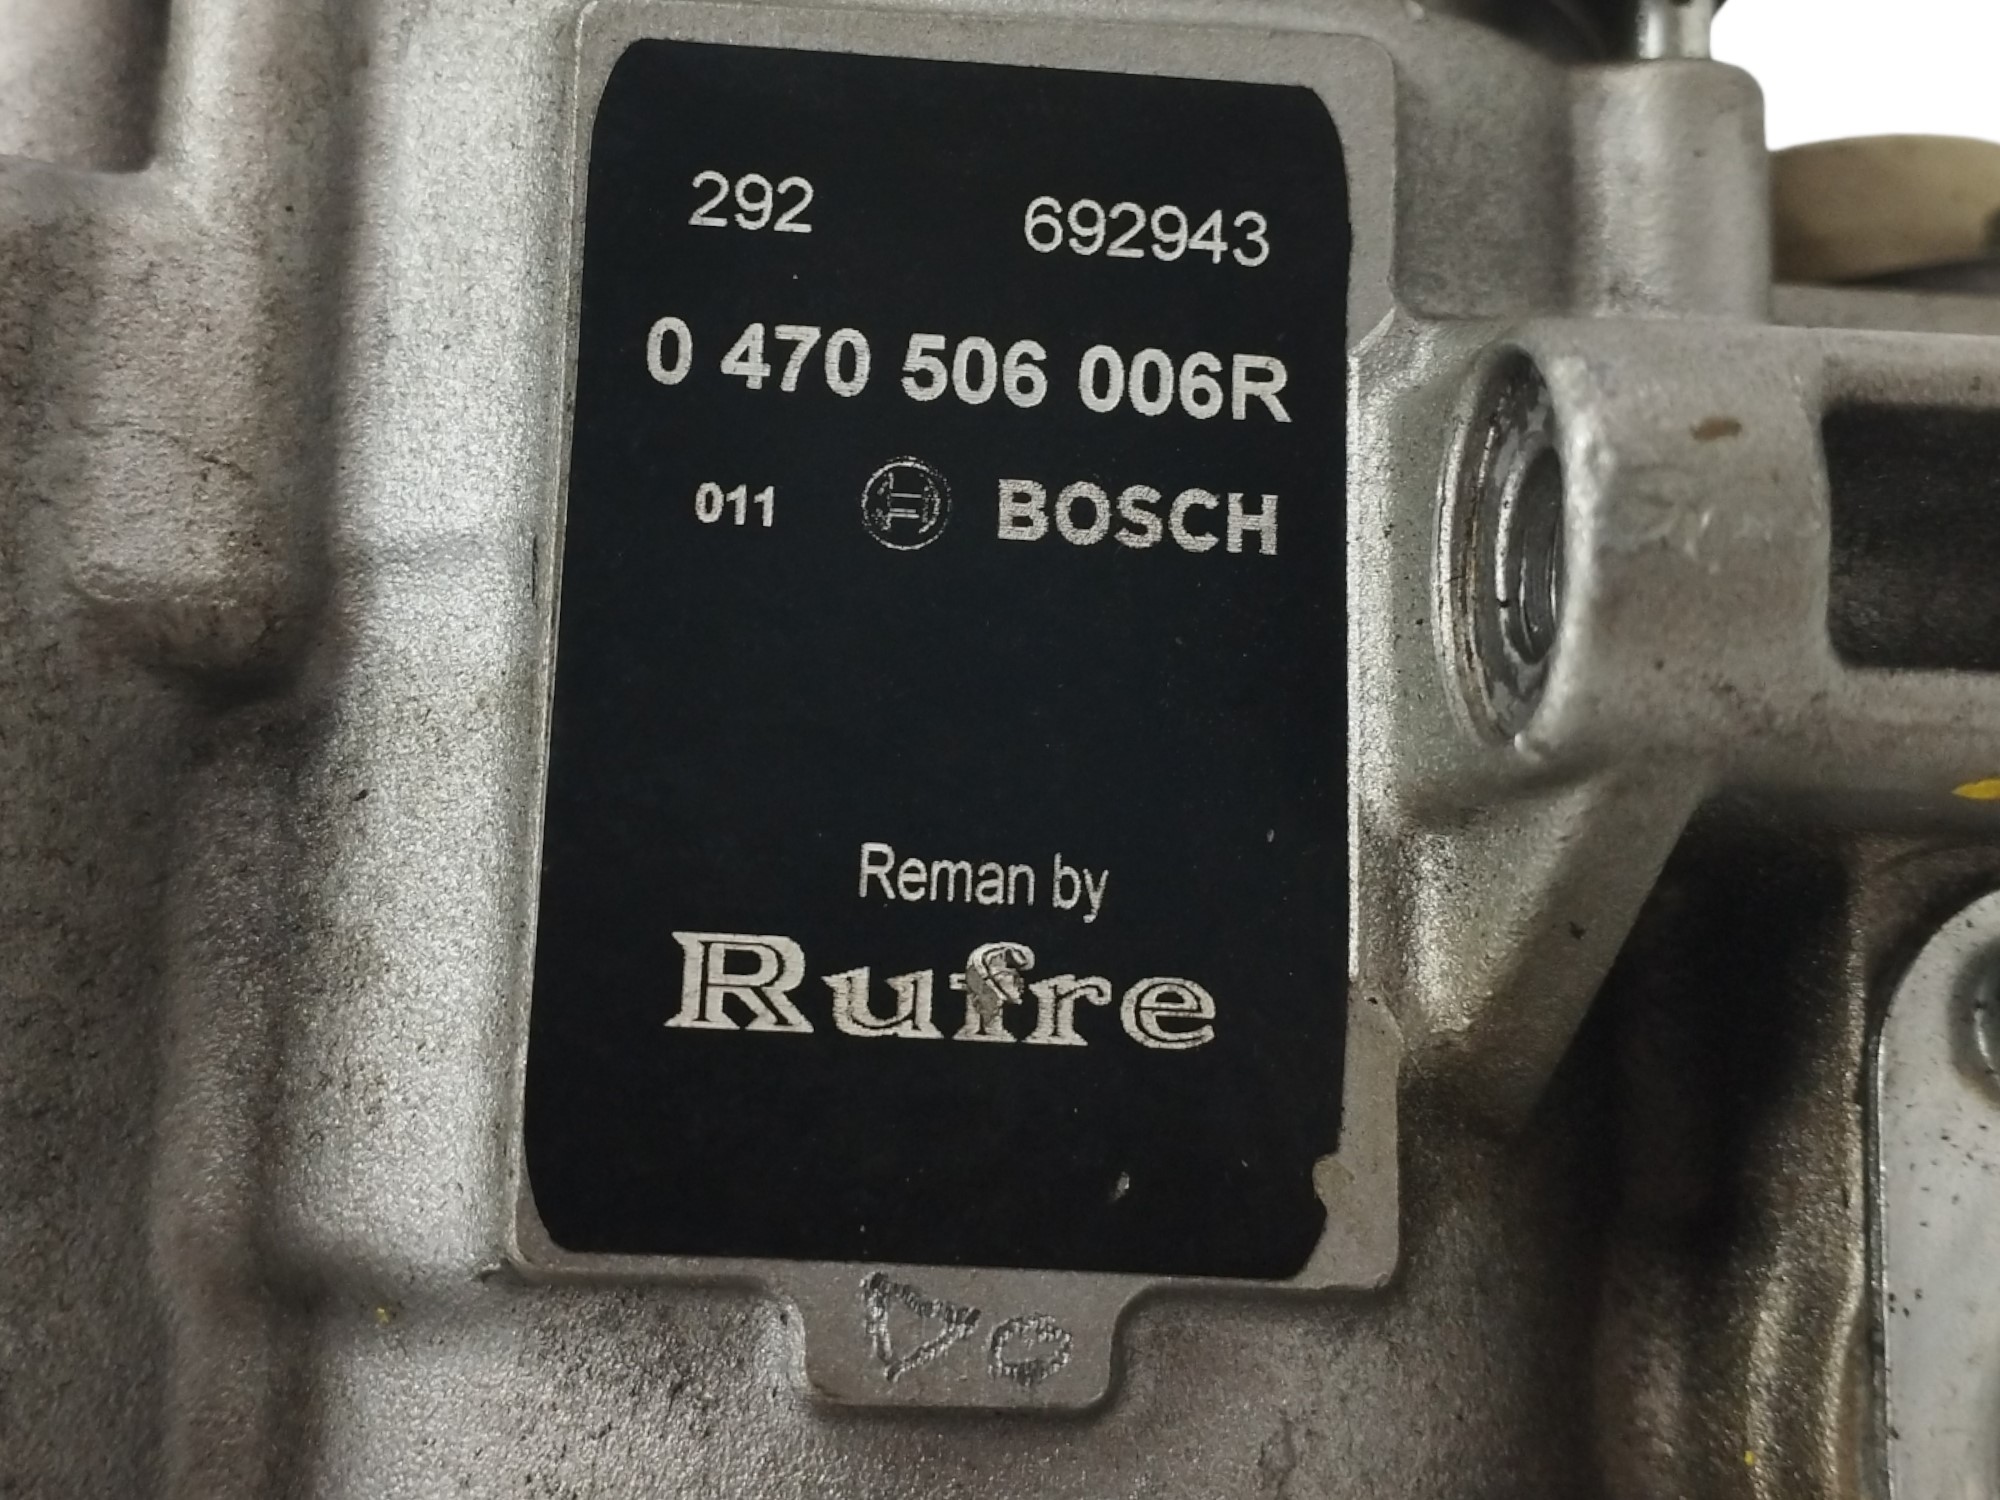 292 692943
0 470 506 006R
011 BOSCH
Reman by
Rufre